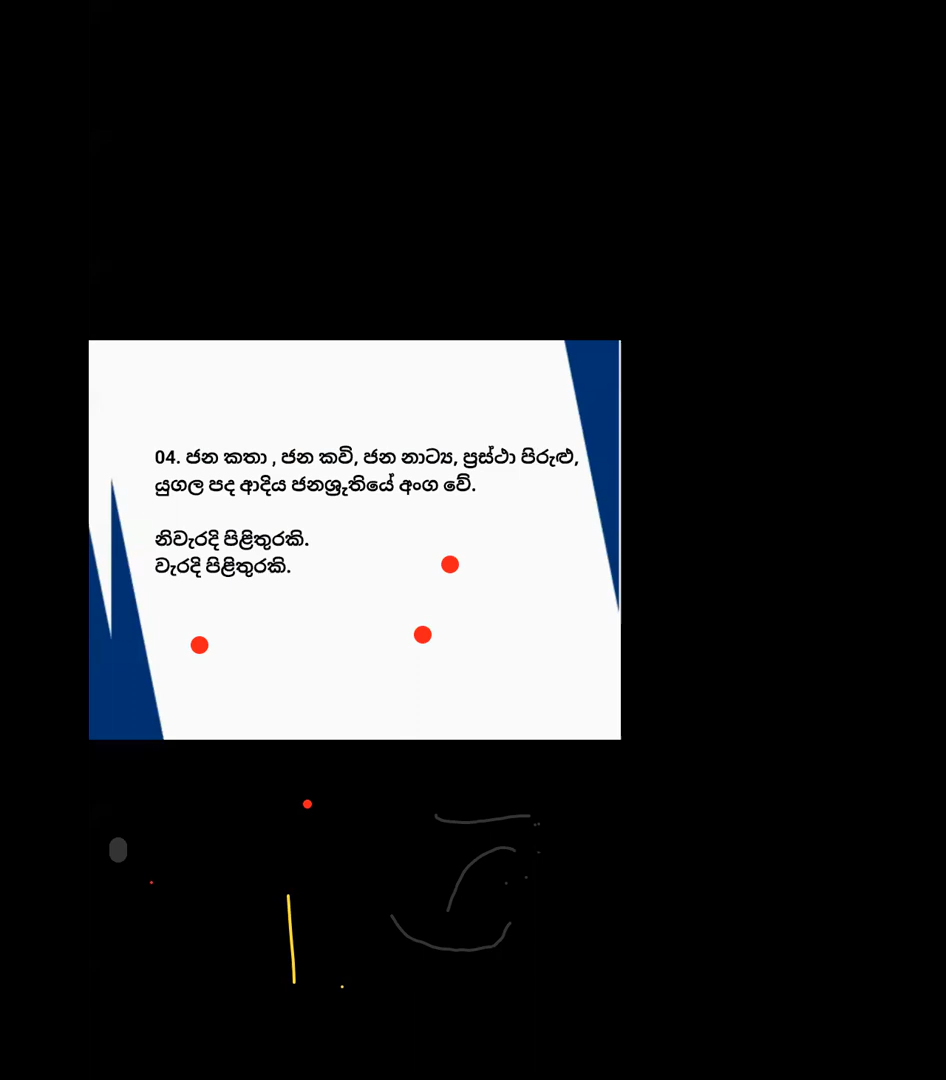 04. ජන කතා , ජන කවි, ජන නාට්‍ය, ප්‍රස්ථා පිරුළු,
යුගල පද ආදිය ජනශ්‍රැතියේ අංග වේ.
නිවැරදි පිළිතුරකි.
වැරදි පිළිතුරකි.